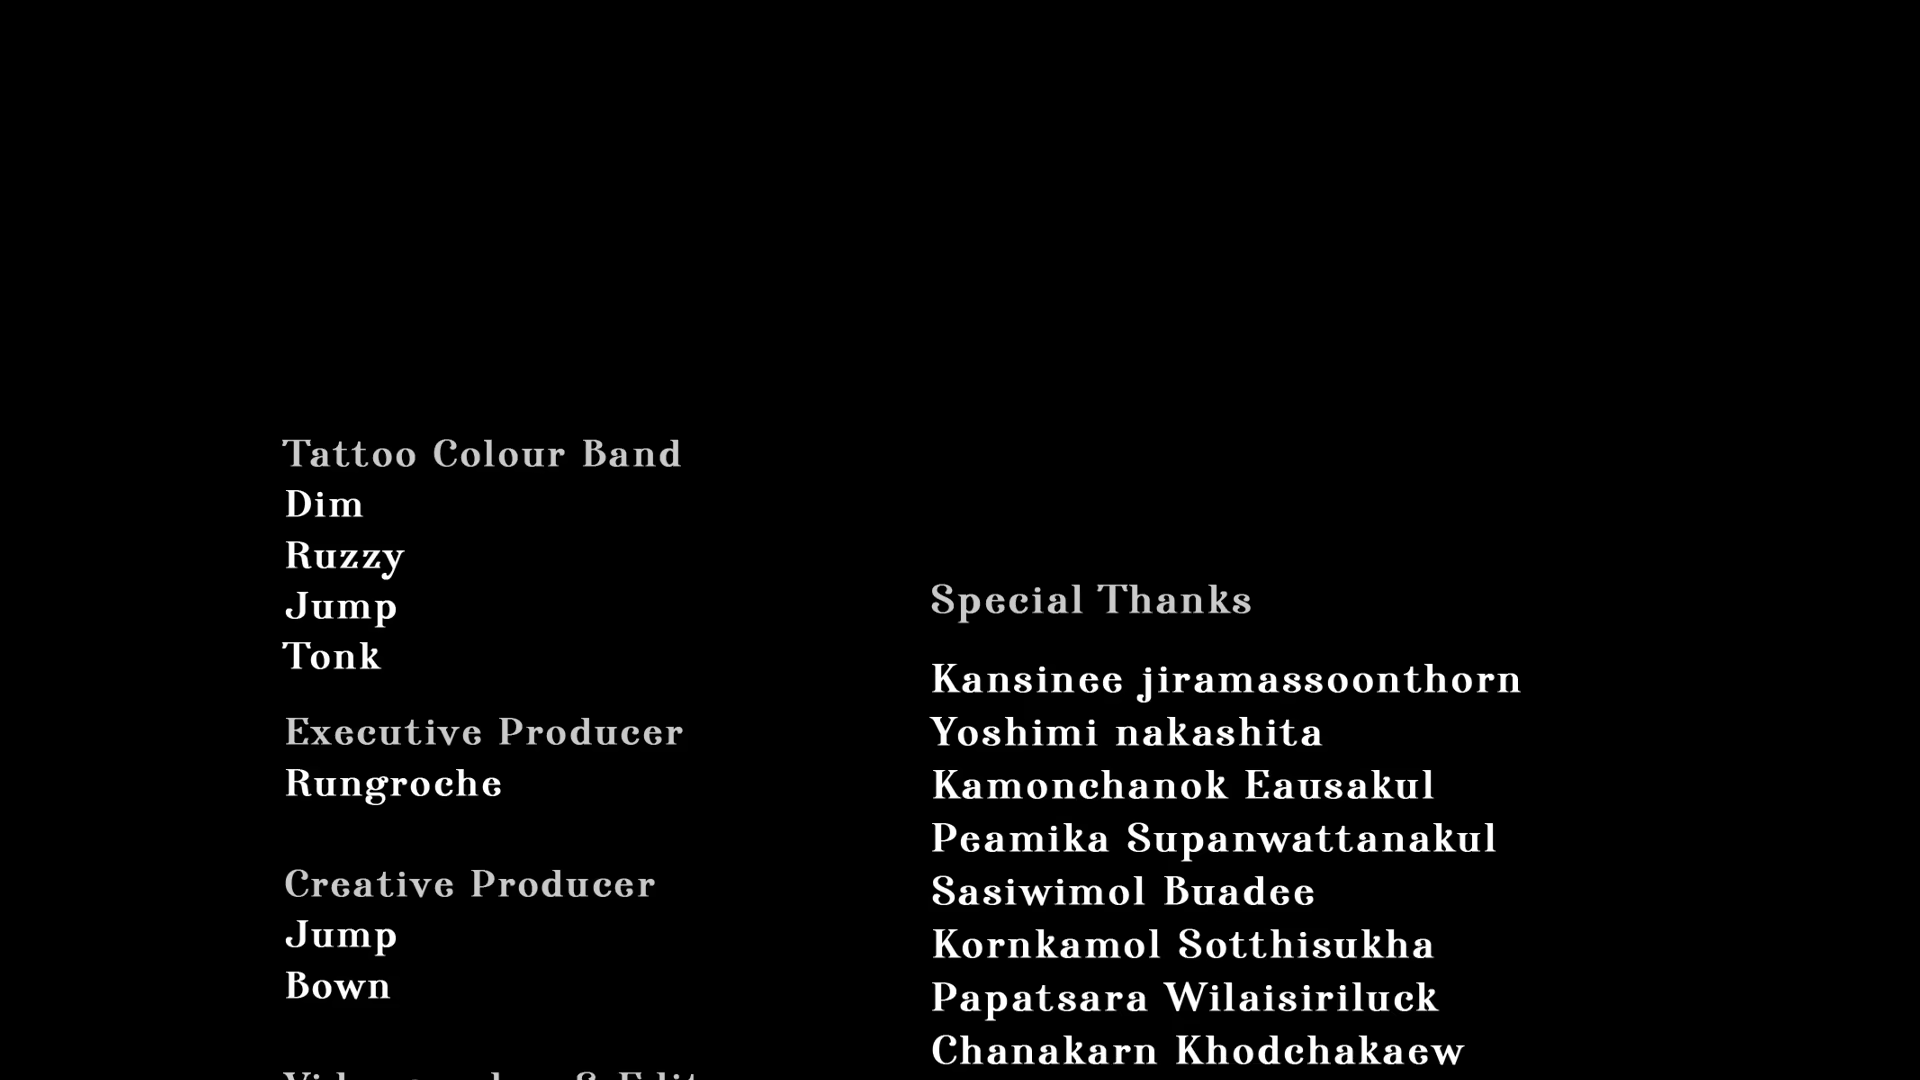 Tattoo Colour Band
Dim
Ruzzy
Jump
Tonk
Executive Producer
Rungroche
Creative Producer
Jump
Bown
Special Thanks
Kansinee jiramassoonthorn
Yoshimi nakashita
Kamonchanok Eausakul
Peamika Supanwattanakul
Sasiwimol Buadee
Kornkamol Sotthisukha
Papatsara Wilaisiriluck
Chanakarn Khodchakaew